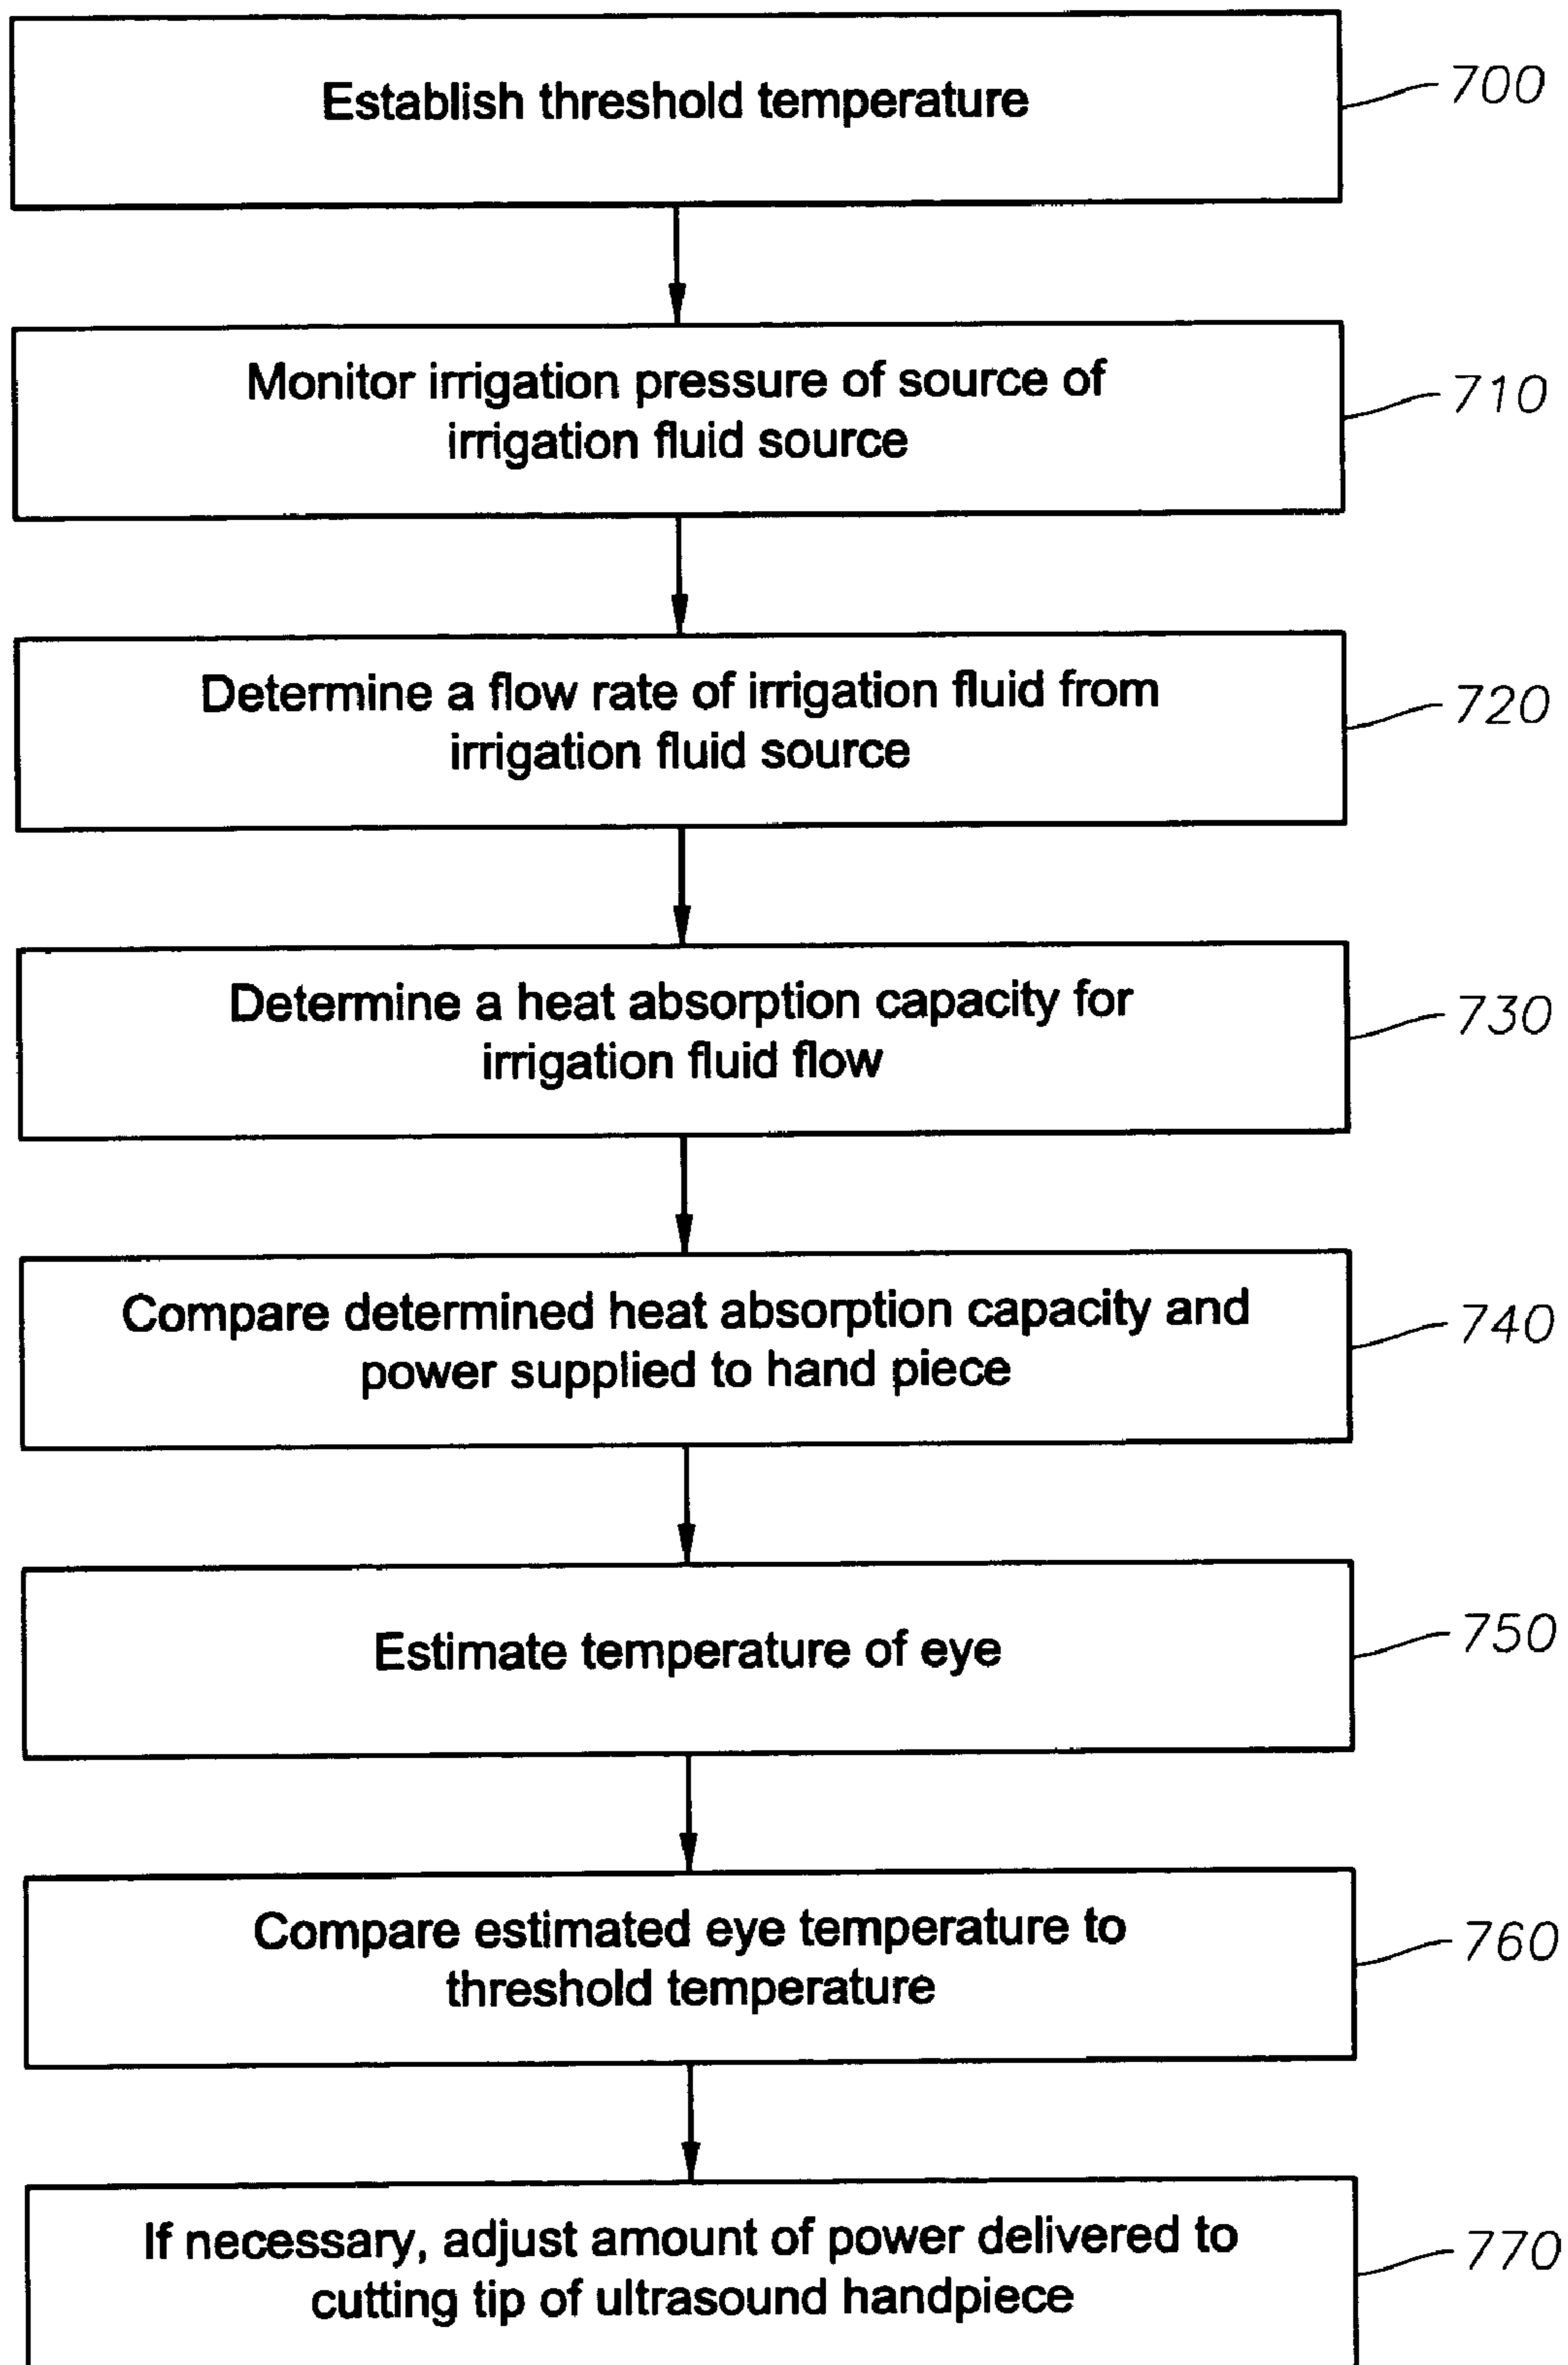 Establish threshold temperature
700
Monitor irrigation pressure of source of
irrigation fluid source
710
Determine a flow rate of irrigation fluid from
irrigation fluid source
720
Determine a heat absorption capacity for
irrigation fluid flow
730
Compare determined heat absorption capacity and
power supplied to hand piece
740
Estimate temperature of eye
750
Compare estimated eye temperature to
threshold temperature
760
If necessary, adjust amount of power delivered to
cutting tip of ultrasound handpiece
770